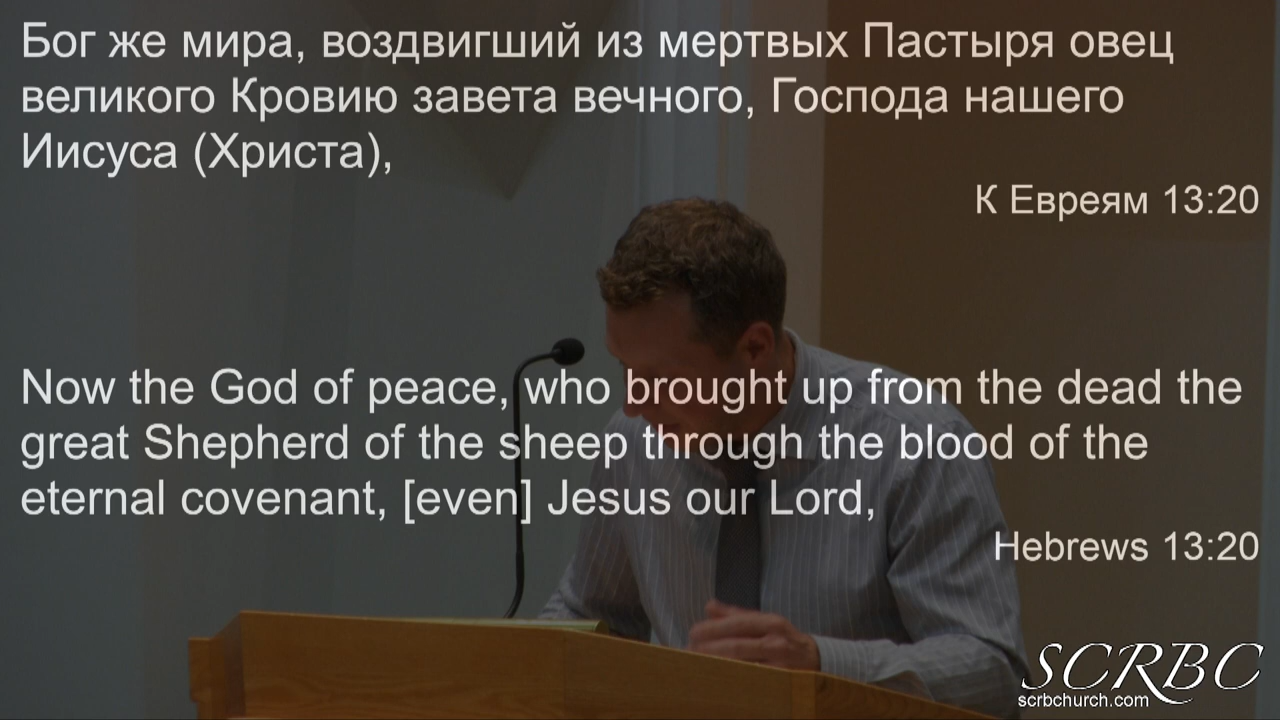 Бог же мира, воздвигший из мертвых Пастыря овец
великого Кровию завета вечного, Господа нашего
Иисуса (Христа),
К Евреям 13:20
Now the God of peace, who brought up from the dead the
great Shepherd of the sheep through the blood of the
eternal covenant, [even] Jesus our Lord,
Hebrews 13:20
SCRBC
scrbchurch.com